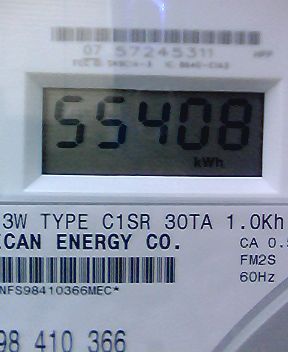 07 57245311
55408
kWh
3W TYPE C1SR 30TA 1.0Kh
CAN ENERGY CO.
CA 0.5
FM2S
60Hz
NFS98410366MEC*
98 410 366